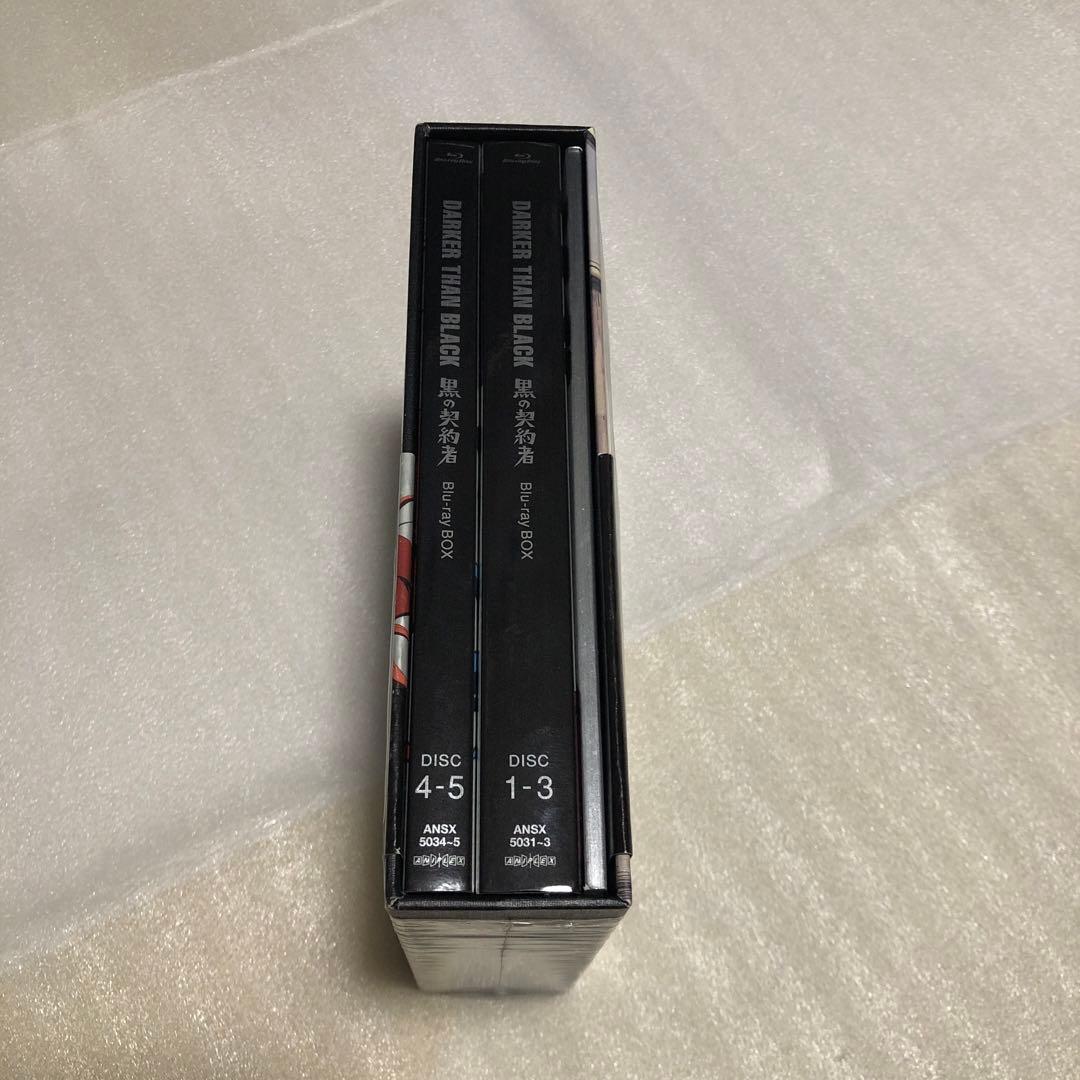 Blu-ray Disc
DARKER THAN BLACK 黒の契約者 Blu-ray BOX
DISC
4-5
ANSX
5034~5
ANIPLEX
Blu-ray Disc
DARKER THAN BLACK 黒の契約者 Blu-ray BOX
DISC
1-3
ANSX
5031~3
ANIPLEX